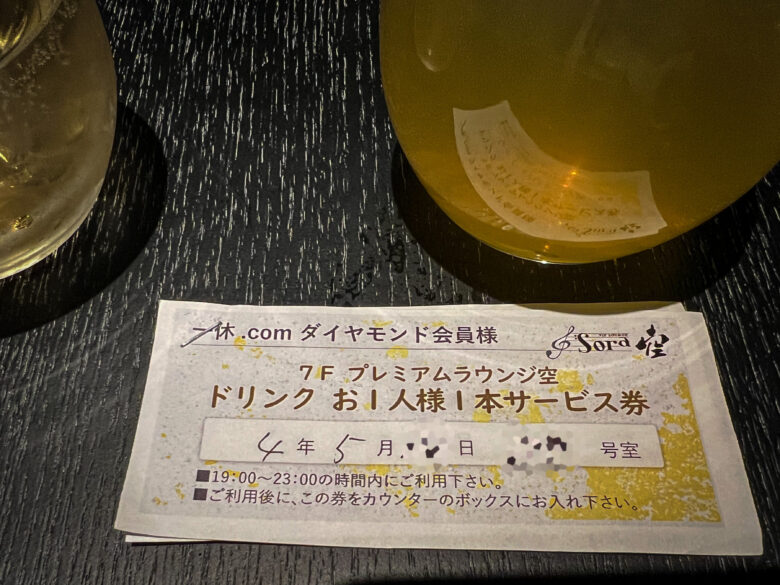 一休.comダイヤモンド会員様
Sora 空
7F プレミアムラウンジ空
ドリンク お1人様1本サービス券
4年5月 日 号室
■19:00～23:00の時間内にご利用下さい。
■ご利用後に、この券をカウンターのボックスにお入れ下さい。